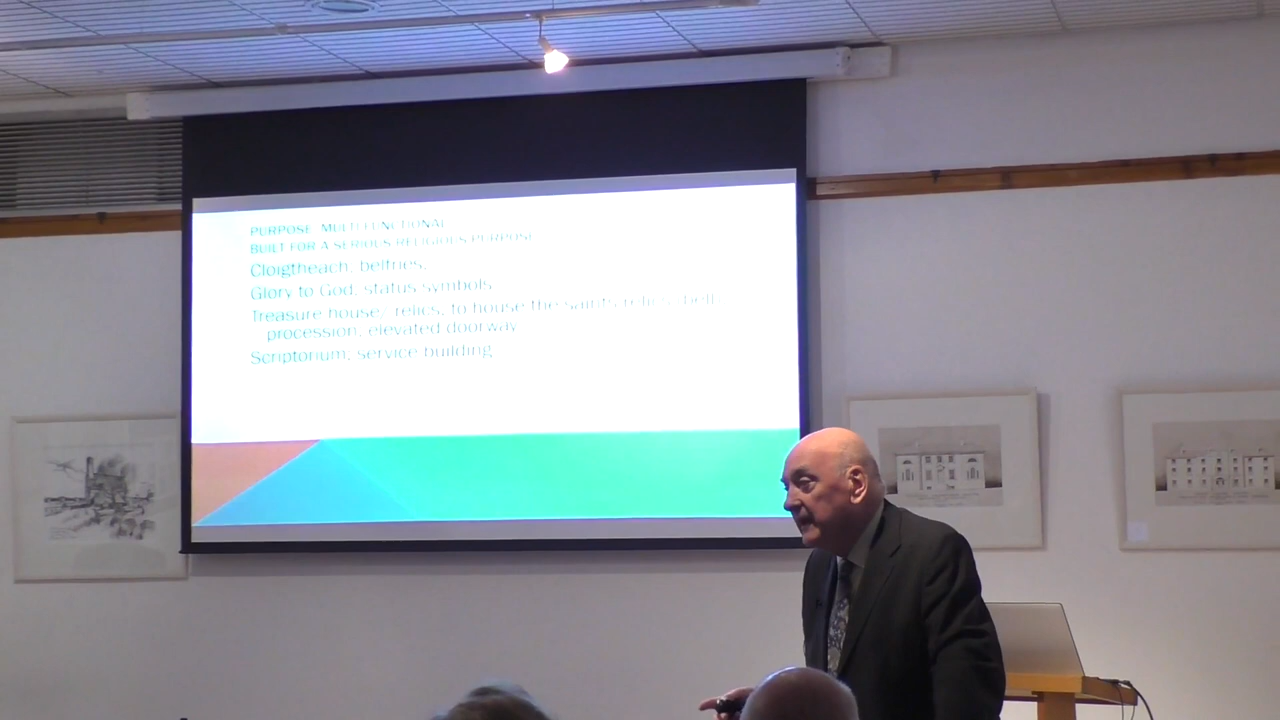 PURPOSE: MULTI FUNCTIONAL
BUILT FOR A SERIOUS RELIGIOUS PURPOSE
Cloigtheach, belfries,
Glory to God, status symbols
Treasure house/ relics, to house the saints relics/bell
procession, elevated doorway
Scriptorium; service building